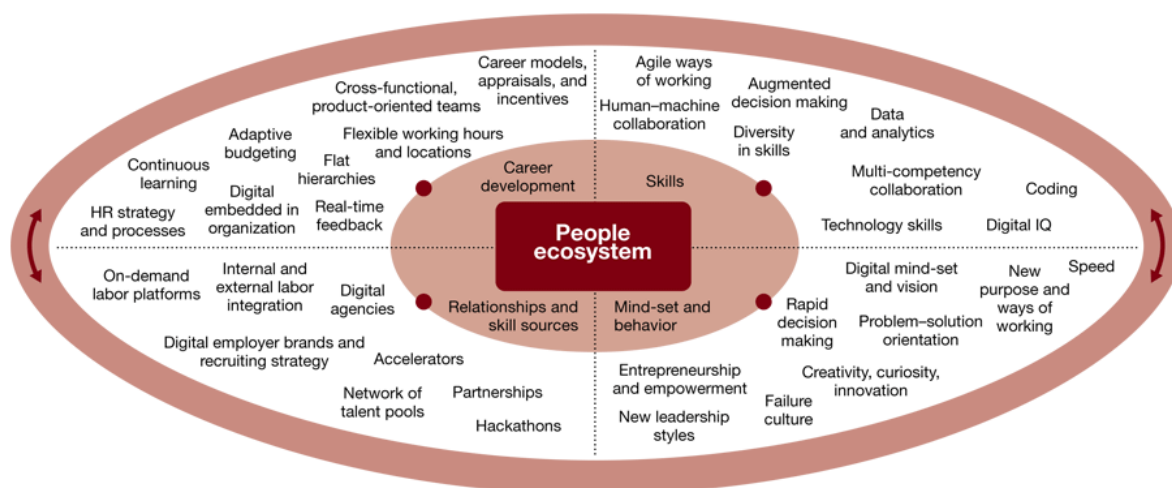 Career models,
appraisals, and
incentives
Cross-functional,
product-oriented teams
Adaptive
budgeting
Flexible working hours
and locations
Continuous
learning
Flat
hierarchies
Digital
embedded in
organization
Real-time
feedback
HR strategy
and processes
Career
development
Agile ways
of working
Augmented
decision making
Human–machine
collaboration
Data
and analytics
Diversity
in skills
Multi-competency
collaboration
Coding
Technology skills
Digital IQ
Skills
People
ecosystem
On-demand
labor platforms
Internal and
external labor
integration
Digital
agencies
Relationships and
skill sources
Digital employer brands and
recruiting strategy
Accelerators
Network of
talent pools
Partnerships
Hackathons
Mind-set and
behavior
Digital mind-set
and vision
New
purpose and
ways of
working
Speed
Rapid
decision
making
Problem–solution
orientation
Entrepreneurship
and empowerment
Creativity, curiosity,
innovation
New leadership
styles
Failure
culture